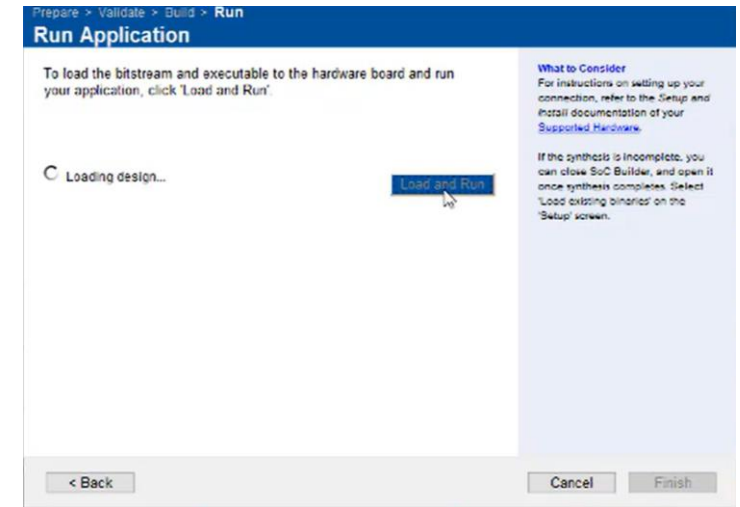 Prepare > Validate > Build > Run
Run Application
To load the bitstream and executable to the hardware board and run
your application, click 'Load and Run'.
Loading design...
Load and Run
What to Consider
For instructions on setting up your
connection, refer to the Setup and
Install documentation of your
Supported Hardware.
If the synthesis is incomplete, you
can close SoC Builder, and open it
once synthesis completes. Select
'Load existing binaries' on the
'Setup' screen.
< Back
Cancel
Finish